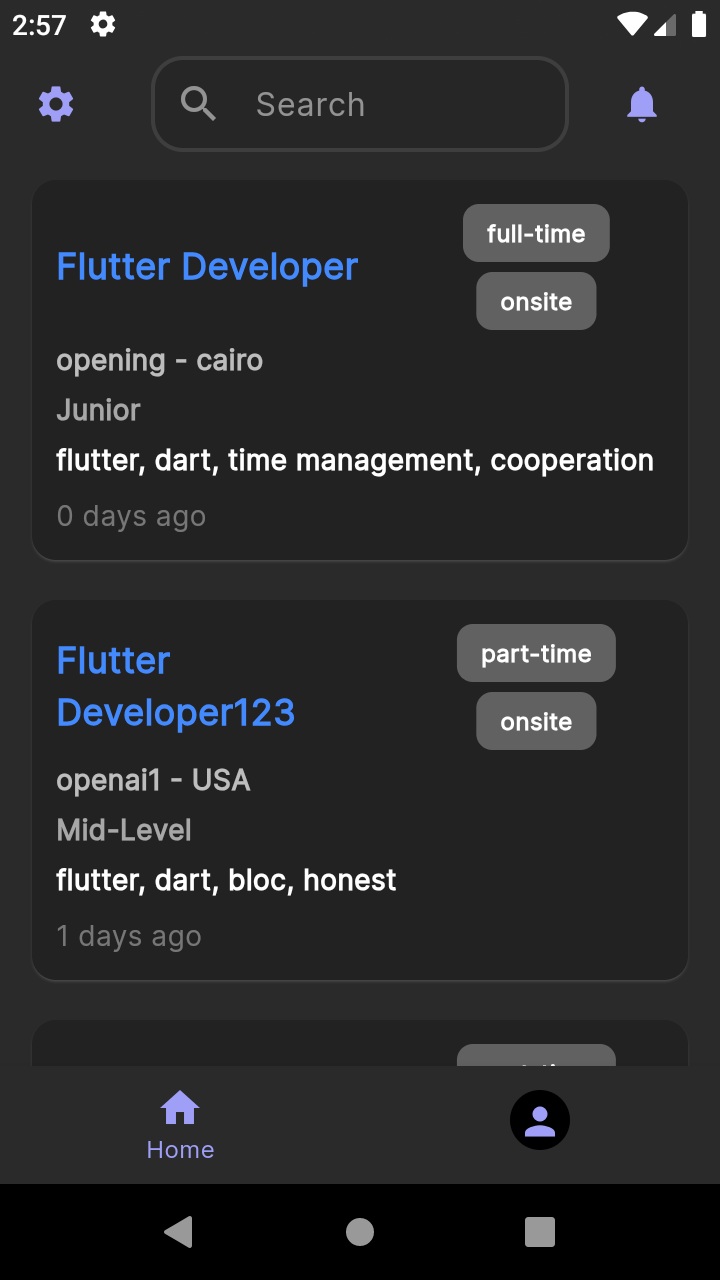 2:57
Search
Flutter Developer
full-time
onsite
opening - cairo
Junior
flutter, dart, time management, cooperation
0 days ago
Flutter
Developer123
part-time
onsite
openai1 - USA
Mid-Level
flutter, dart, bloc, honest
1 days ago
Home